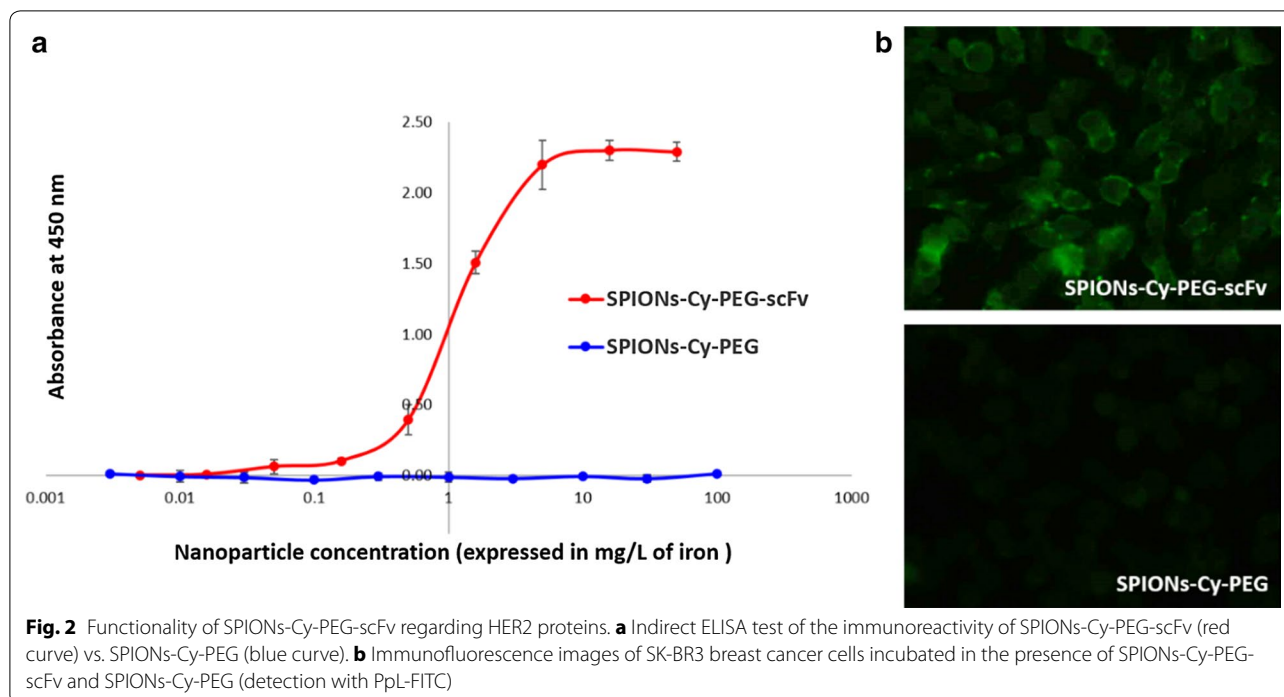 a
b
2.50
2.00
1.50
1.00
0.50
0.00
Absorbance at 450 nm
SPIONs-Cy-PEG-scFv
SPIONs-Cy-PEG
0.001
0.01
0.1
1
10
100
1000
Nanoparticle concentration (expressed in mg/L of iron )
SPIONs-Cy-PEG-scFv
SPIONs-Cy-PEG
Fig. 2 Functionality of SPIONs-Cy-PEG-scFv regarding HER2 proteins. a Indirect ELISA test of the immunoreactivity of SPIONs-Cy-PEG-scFv (red
curve) vs. SPIONs-Cy-PEG (blue curve). b Immunofluorescence images of SK-BR3 breast cancer cells incubated in the presence of SPIONs-Cy-PEG-
scFv and SPIONs-Cy-PEG (detection with PpL-FITC)